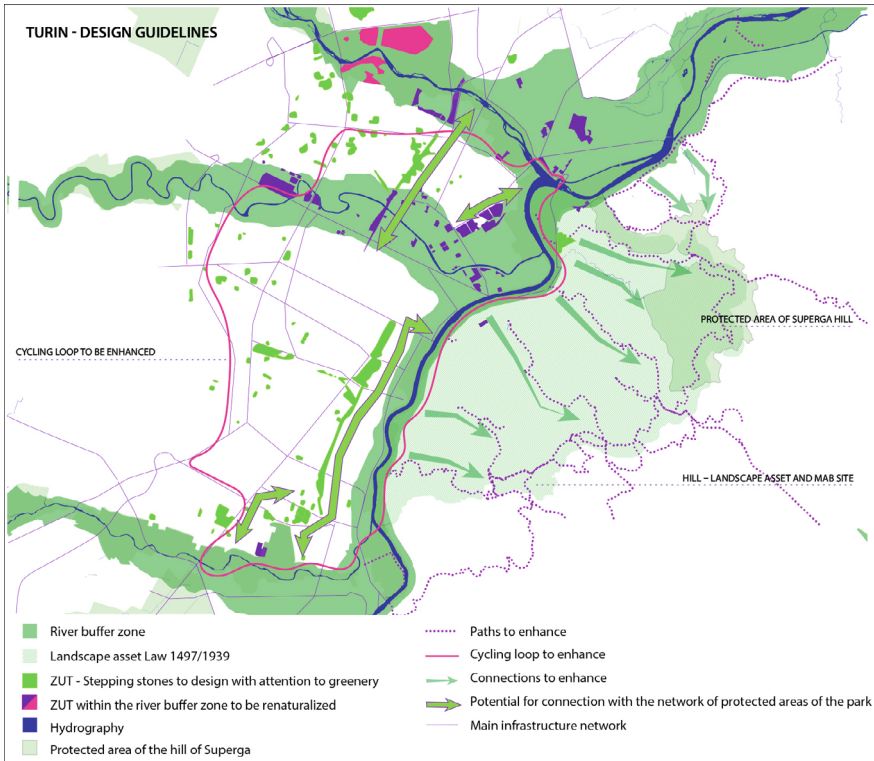 TURIN - DESIGN GUIDELINES
PROTECTED AREA OF SUPERGA HILL
CYCLING LOOP TO BE ENHANCED
HILL – LANDSCAPE ASSET AND MAB SITE
River buffer zone
Landscape asset Law 1497/1939
ZUT - Stepping stones to design with attention to greenery
ZUT within the river buffer zone to be renaturalized
Hydrography
Protected area of the hill of Superga
Paths to enhance
Cycling loop to enhance
Connections to enhance
Potential for connection with the network of protected areas of the park
Main infrastructure network